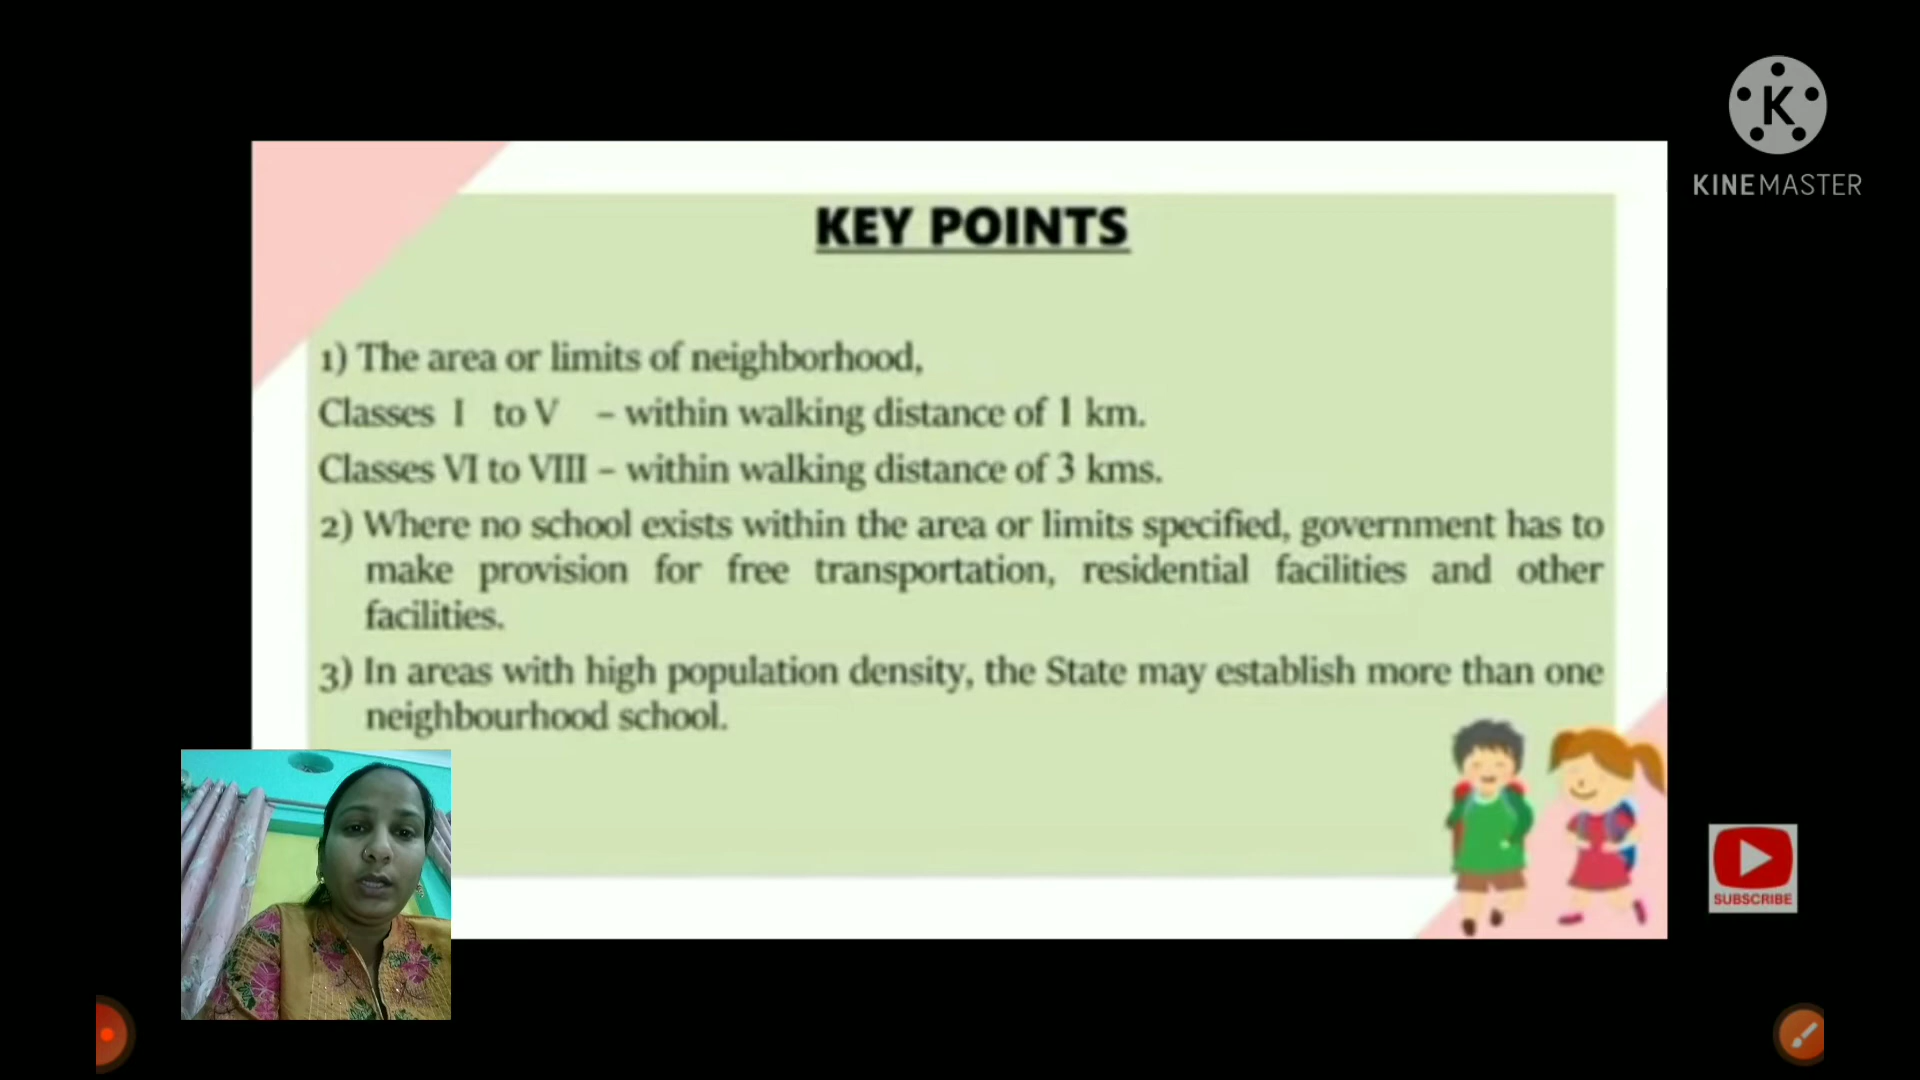 K
KINEMASTER
KEY POINTS
1) The area or limits of neighborhood,
Classes I to V – within walking distance of 1 km.
Classes VI to VIII – within walking distance of 3 kms.
2) Where no school exists within the area or limits specified, government has to
make provision for free transportation, residential facilities and other
facilities.
3) In areas with high population density, the State may establish more than one
neighbourhood school.
SUBSCRIBE